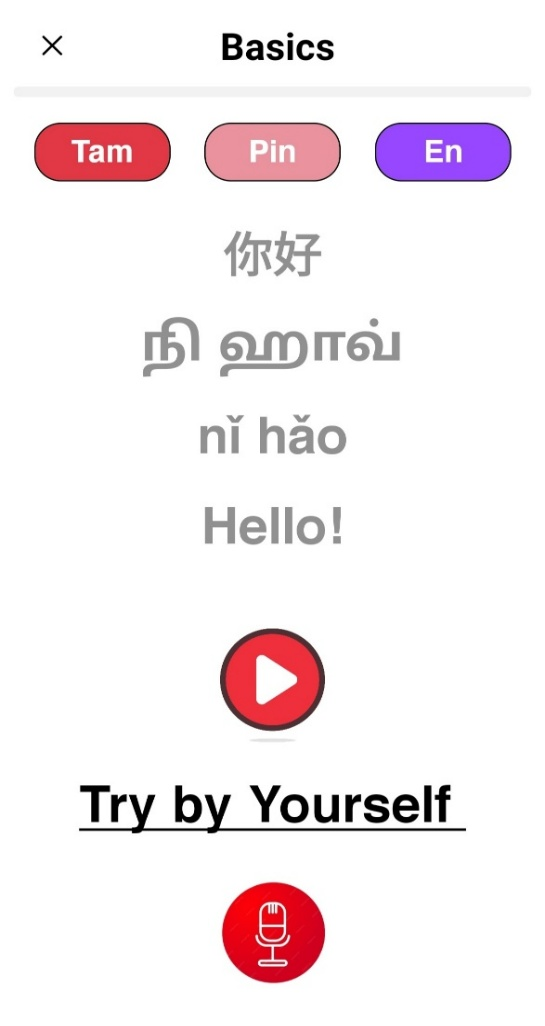 Basics
Tam Pin En
你好
நி ஹாவ்
nǐ hǎo
Hello!
Try by Yourself